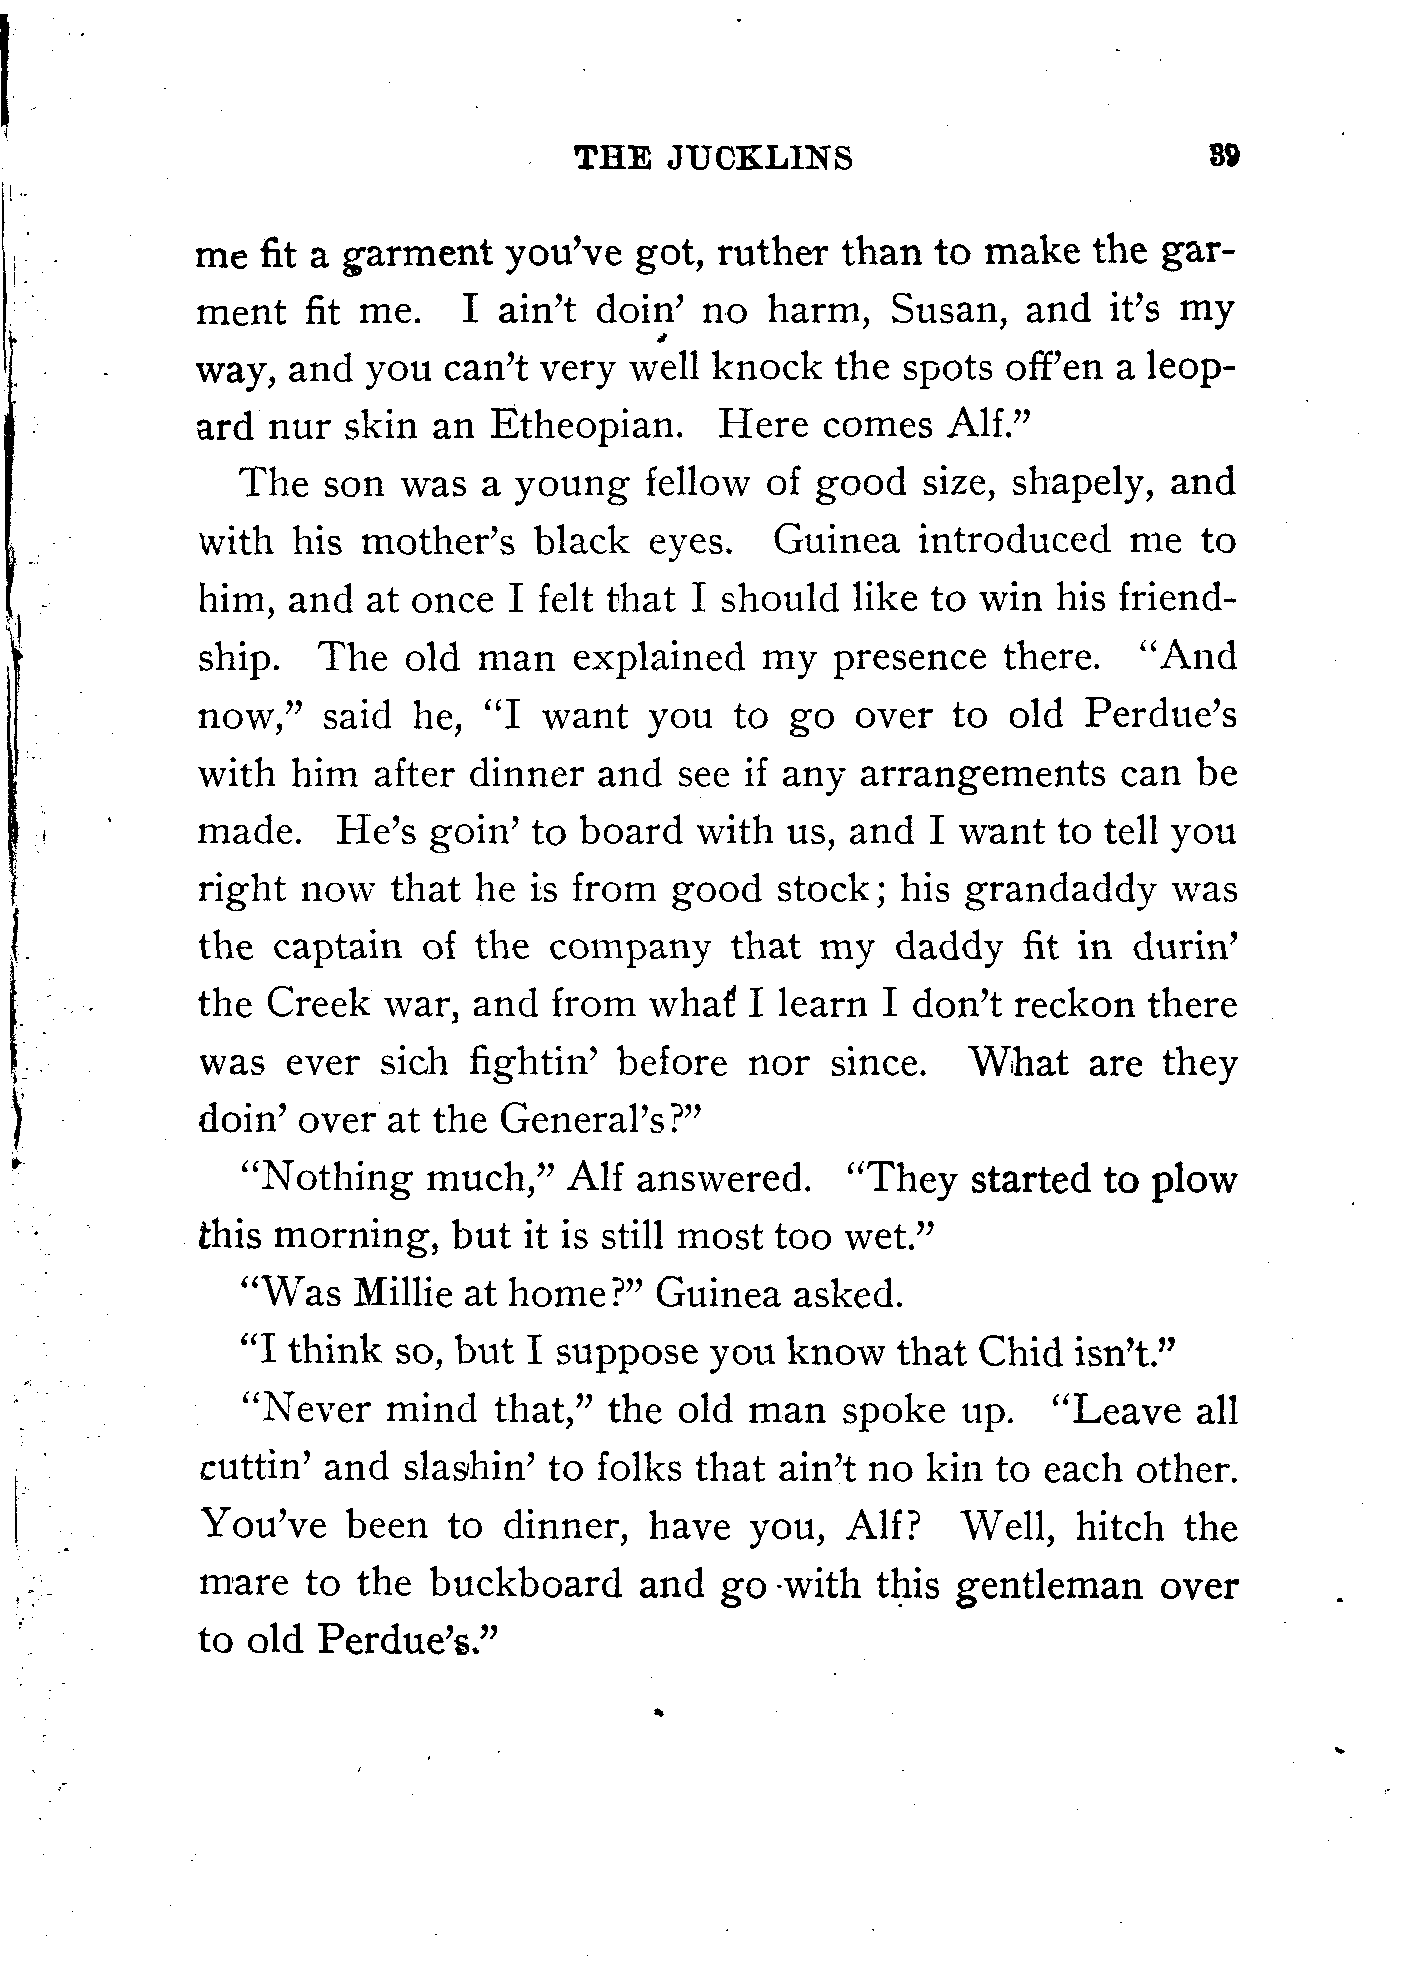 THE JUCKLINS 39
me fit a garment you've got, ruther than to make the gar-
ment fit me. I ain't doin' no harm, Susan, and it's my
way, and you can't very well knock the spots off'en a leop-
ard nur skin an Etheopian. Here comes Alf."
The son was a young fellow of good size, shapely, and
with his mother's black eyes. Guinea introduced me to
him, and at once I felt that I should like to win his friend-
ship. The old man explained my presence there. "And
now," said he, "I want you to go over to old Perdue's
with him after dinner and see if any arrangements can be
made. He's goin' to board with us, and I want to tell you
right now that he is from good stock; his grandaddy was
the captain of the company that my daddy fit in durin'
the Creek war, and from what I learn I don't reckon there
was ever sich fightin' before nor since. What are they
doin' over at the General's?"
"Nothing much," Alf answered. "They started to plow
this morning, but it is still most too wet."
"Was Millie at home?" Guinea asked.
"I think so, but I suppose you know that Chid isn't."
"Never mind that," the old man spoke up. "Leave all
cuttin' and slashin' to folks that ain't no kin to each other.
You've been to dinner, have you, Alf? Well, hitch the
mare to the buckboard and go with this gentleman over
to old Perdue's."